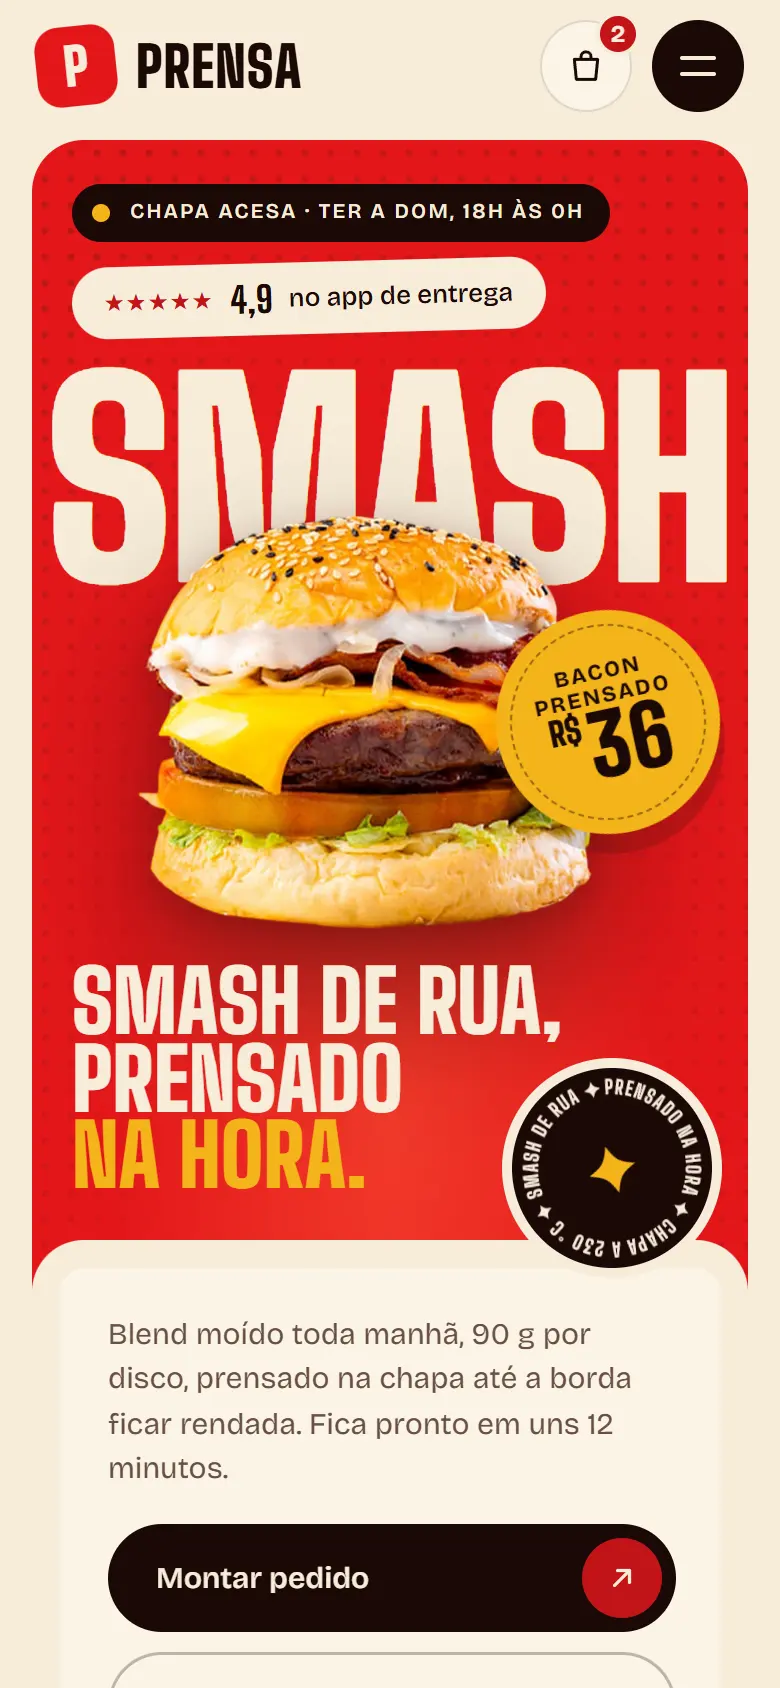 P PRENSA
2
CHAPA ACESA · TER A DOM, 18H ÀS 0H
★★★★★ 4,9 no app de entrega
SMASH
BACON
PRENSADO
R$ 36
SMASH DE RUA,
PRENSADO
NA HORA.
SMASH DE RUA ✦ PRENSADO NA HORA ✦ CHAPA A 230 °C ✦
Blend moído toda manhã, 90 g por
disco, prensado na chapa até a borda
ficar rendada. Fica pronto em uns 12
minutos.
Montar pedido